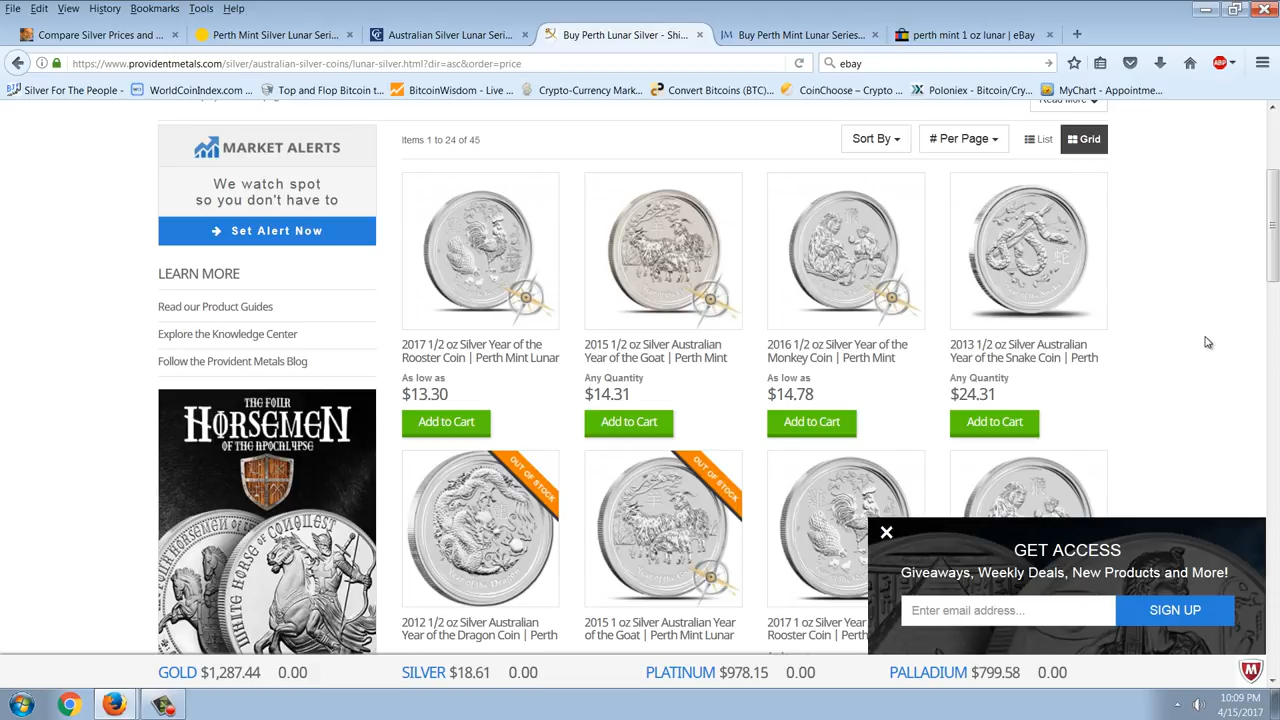 File Edit View History Bookmarks Tools Help
Compare Silver Prices and ... Perth Mint Silver Lunar Seri... Australian Silver Lunar Seri... Buy Perth Lunar Silver - Shi... Buy Perth Mint Lunar Series... perth mint 1 oz lunar | eBay
https://www.providentmetals.com/silver/australian-silver-coins/lunar-silver.html?dir=asc&order=price ebay
Silver For The People - ... WorldCoinIndex.com ... Top and Flop Bitcoin t... BitcoinWisdom - Live ... Crypto-Currency Mark... Convert Bitcoins (BTC)... CoinChoose – Crypto ... Poloniex - Bitcoin/Cry... MyChart - Appointme...
Read More
MARKET ALERTS
We watch spot
so you don't have to
Set Alert Now
LEARN MORE
Read our Product Guides
Explore the Knowledge Center
Follow the Provident Metals Blog
THE FOUR
HORSEMEN
OF THE APOCALYPSE
Items 1 to 24 of 45
Sort By # Per Page List Grid
2017 1/2 oz Silver Year of the
Rooster Coin | Perth Mint Lunar
As low as
$13.30
Add to Cart
2015 1/2 oz Silver Australian
Year of the Goat | Perth Mint
Any Quantity
$14.31
Add to Cart
2016 1/2 oz Silver Year of the
Monkey Coin | Perth Mint
As low as
$14.78
Add to Cart
2013 1/2 oz Silver Australian
Year of the Snake Coin | Perth
Any Quantity
$24.31
Add to Cart
OUT OF STOCK
2012 1/2 oz Silver Australian
Year of the Dragon Coin | Perth
OUT OF STOCK
2015 1 oz Silver Australian Year
of the Goat | Perth Mint Lunar
2017 1 oz Silver Year
Rooster Coin | Perth
GET ACCESS
Giveaways, Weekly Deals, New Products and More!
Enter email address... SIGN UP
GOLD $1,287.44 0.00 SILVER $18.61 0.00 PLATINUM $978.15 0.00 PALLADIUM $799.58 0.00
10:09 PM
4/15/2017